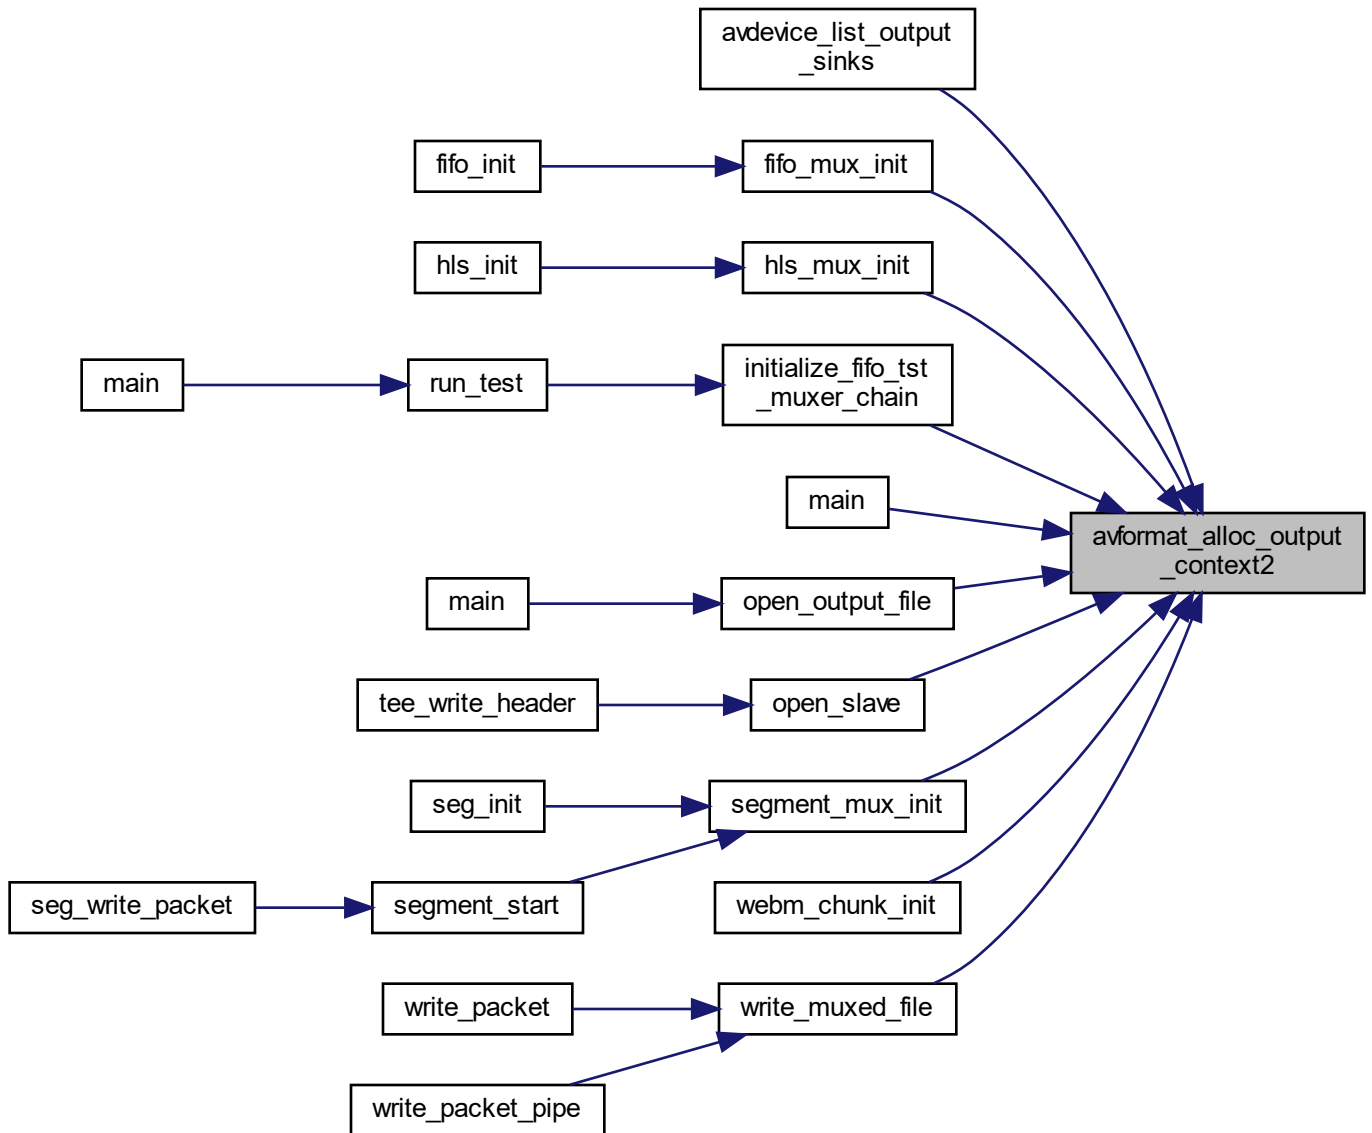 avdevice_list_output
_sinks
fifo_init
fifo_mux_init
hls_init
hls_mux_init
main
run_test
initialize_fifo_tst
_muxer_chain
main
avformat_alloc_output
_context2
main
open_output_file
tee_write_header
open_slave
seg_init
segment_mux_init
seg_write_packet
segment_start
webm_chunk_init
write_packet
write_muxed_file
write_packet_pipe